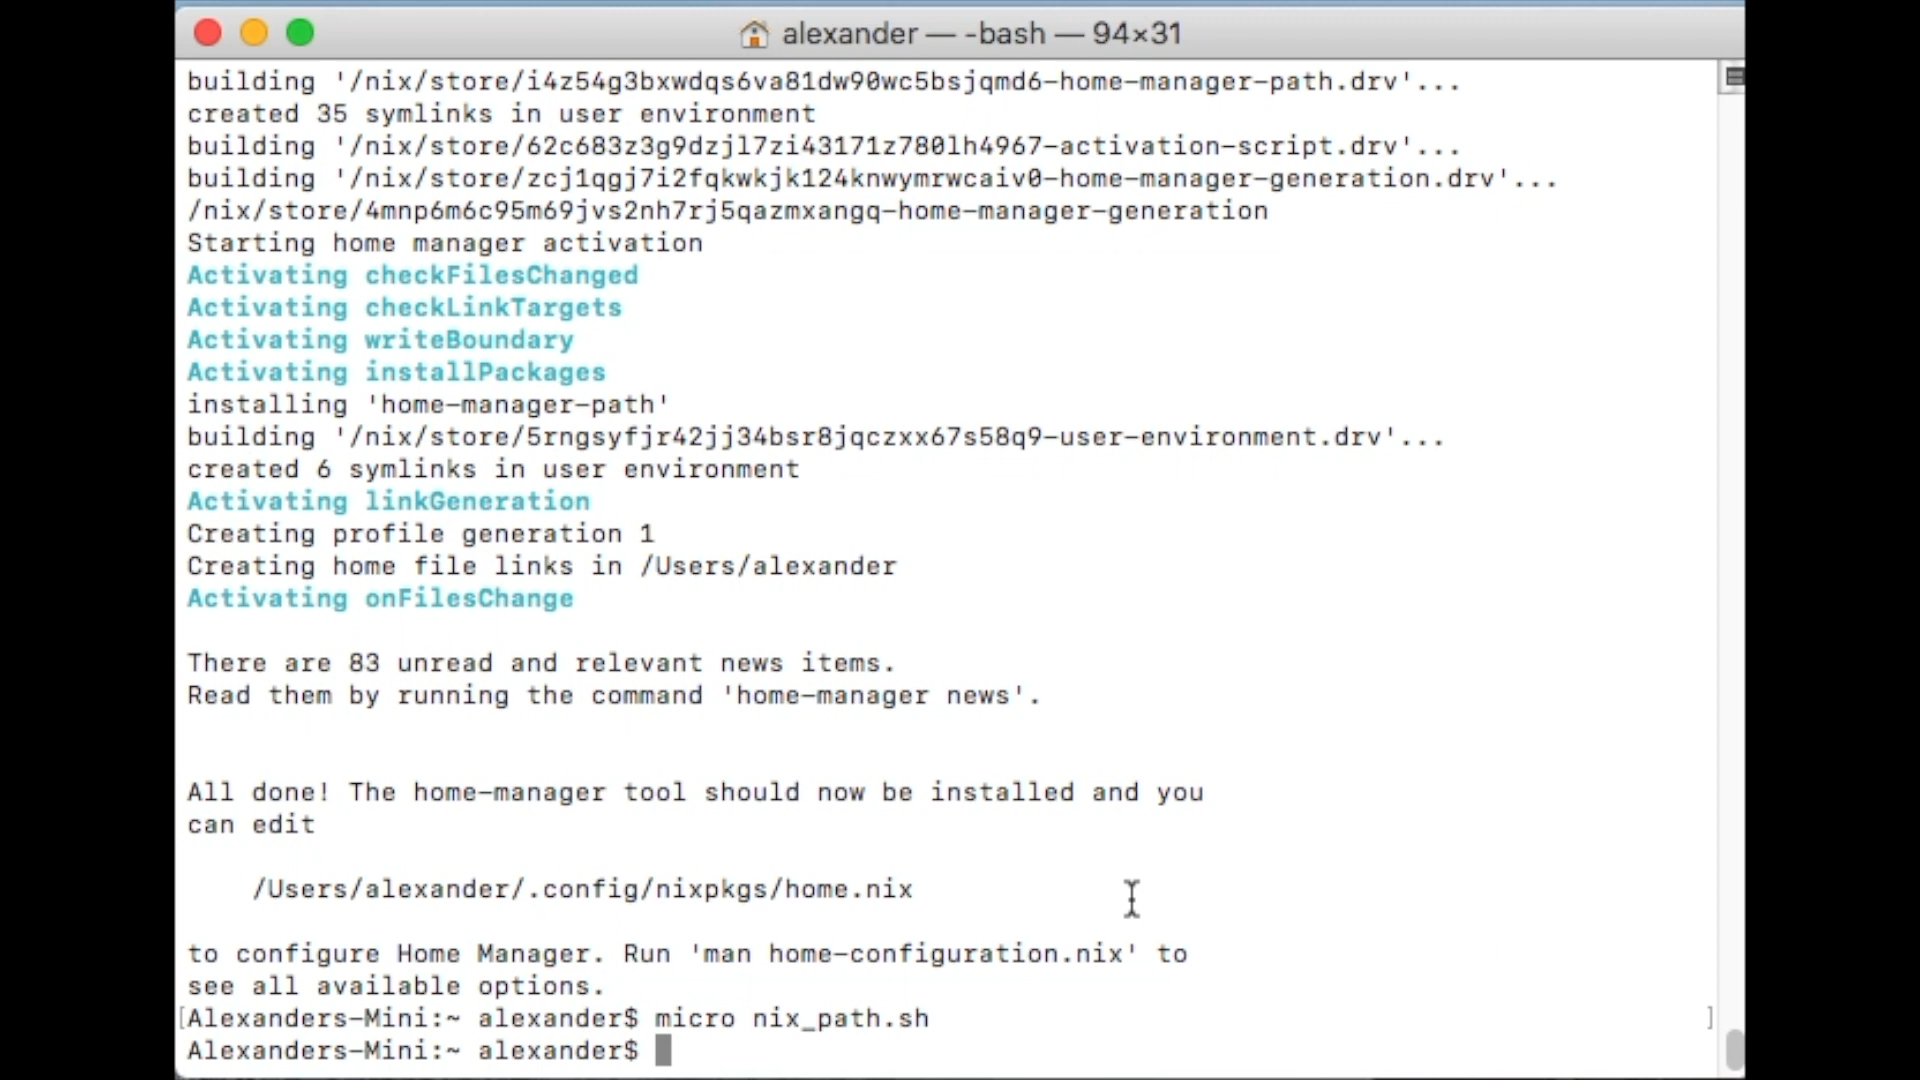 alexander — -bash — 94×31
building '/nix/store/i4z54g3bxwdqs6va81dw90wc5bsjqmd6-home-manager-path.drv'...
created 35 symlinks in user environment
building '/nix/store/62c683z3g9dzjl7zi43171z780lh4967-activation-script.drv'...
building '/nix/store/zcj1qgj7i2fqkwkjk124knwymrwcaiv0-home-manager-generation.drv'...
/nix/store/4mnp6m6c95m69jvs2nh7rj5qazmxangq-home-manager-generation
Starting home manager activation
Activating checkFilesChanged
Activating checkLinkTargets
Activating writeBoundary
Activating installPackages
installing 'home-manager-path'
building '/nix/store/5rngsyfjr42jj34bsr8jqczxx67s58q9-user-environment.drv'...
created 6 symlinks in user environment
Activating linkGeneration
Creating profile generation 1
Creating home file links in /Users/alexander
Activating onFilesChange
There are 83 unread and relevant news items.
Read them by running the command 'home-manager news'.
All done! The home-manager tool should now be installed and you
can edit
/Users/alexander/.config/nixpkgs/home.nix
to configure Home Manager. Run 'man home-configuration.nix' to
see all available options.
[Alexanders-Mini:~ alexander$ micro nix_path.sh ]
Alexanders-Mini:~ alexander$